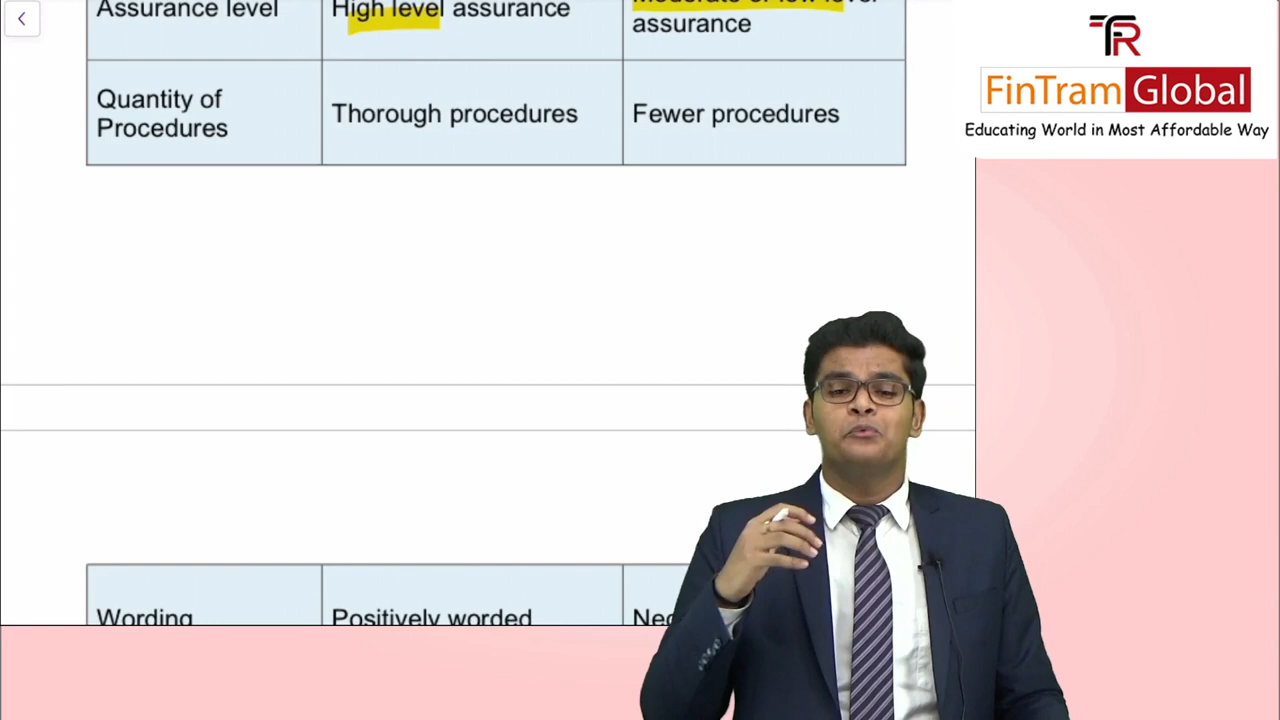 Assurance level
High level assurance
assurance
Quantity of
Procedures
Thorough procedures
Fewer procedures
Wording
Positively worded
TR
FinTram Global
Educating World in Most Affordable Way